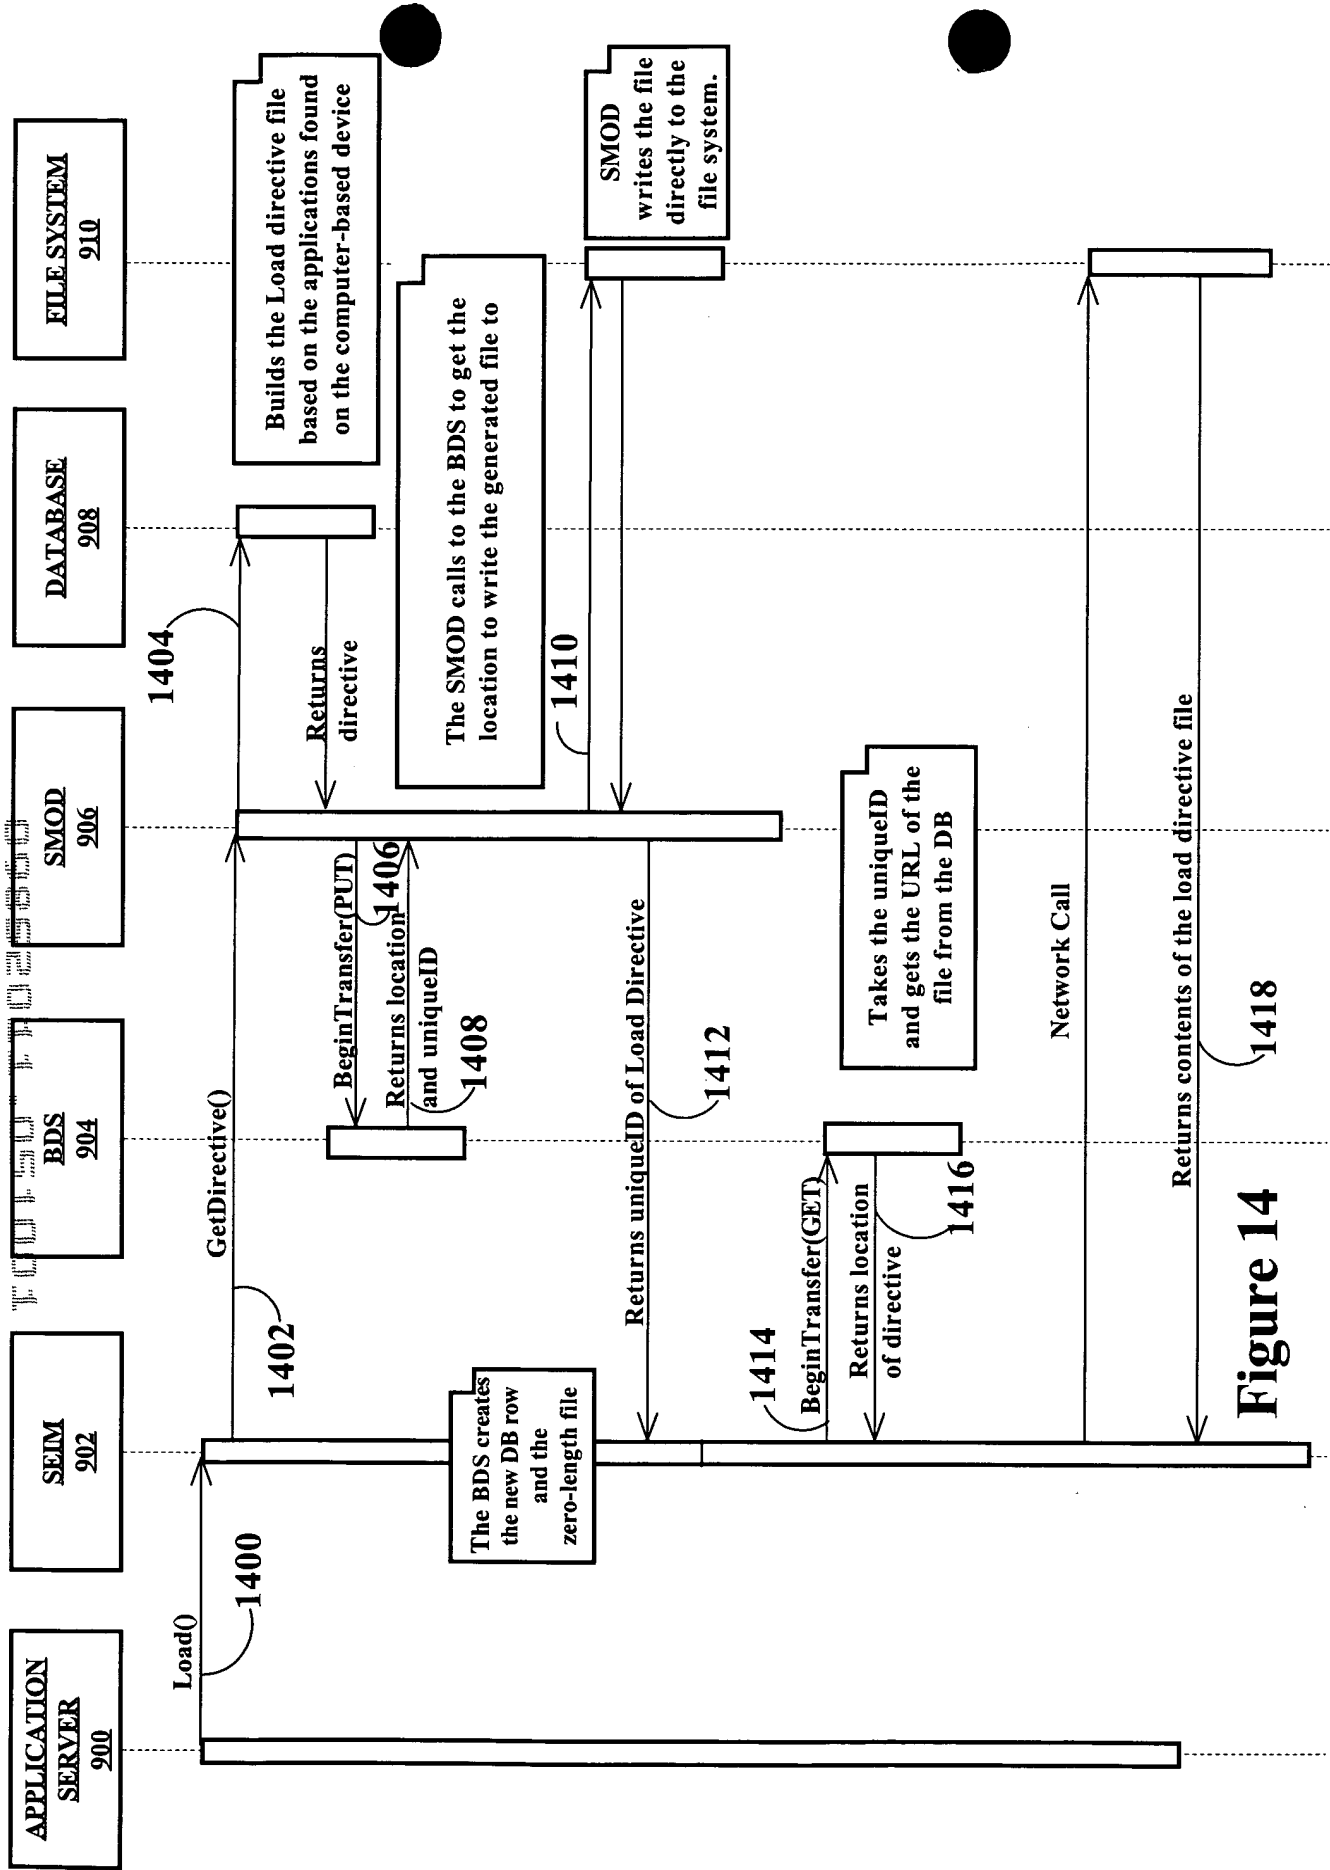 APPLICATION
SERVER
900
SEIM
902
BDS
904
SMOD
906
DATABASE
908
FILE SYSTEM
910
Load()
1400
GetDirective()
1402
1404
Builds the Load directive file
based on the applications found
on the computer-based device
Returns
directive
BeginTransfer(PUT)
1406
Returns location
and uniqueID
1408
The SMOD calls to the BDS to get the
location to write the generated file to
The BDS creates
the new DB row
and the
zero-length file
1410
SMOD
writes the file
directly to the
file system.
Returns uniqueID of Load Directive
1412
1414
BeginTransfer(GET)
Returns location
of directive
1416
Takes the uniqueID
and gets the URL of the
file from the DB
Network Call
Returns contents of the load directive file
1418
Figure 14